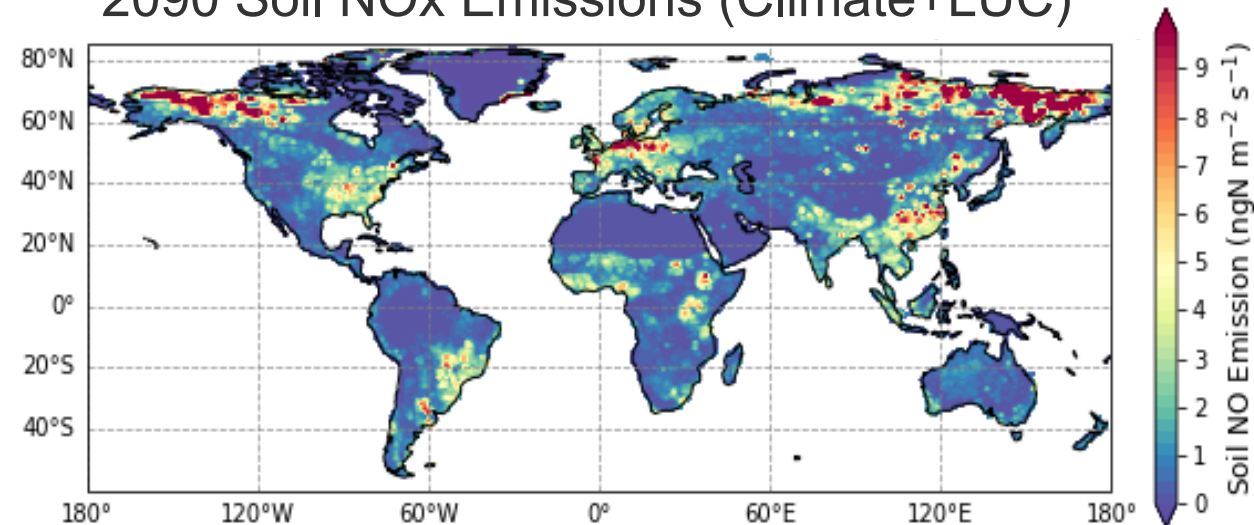 2090 Soil NOx Emissions (Climate+LUC)
80°N
60°N
40°N
20°N
0°
20°S
40°S
180°
120°W
60°W
0°
60°E
120°E
180°
9
8
7
6
5
4
3
2
1
0
Soil NO Emission (ngN m⁻² s⁻¹)